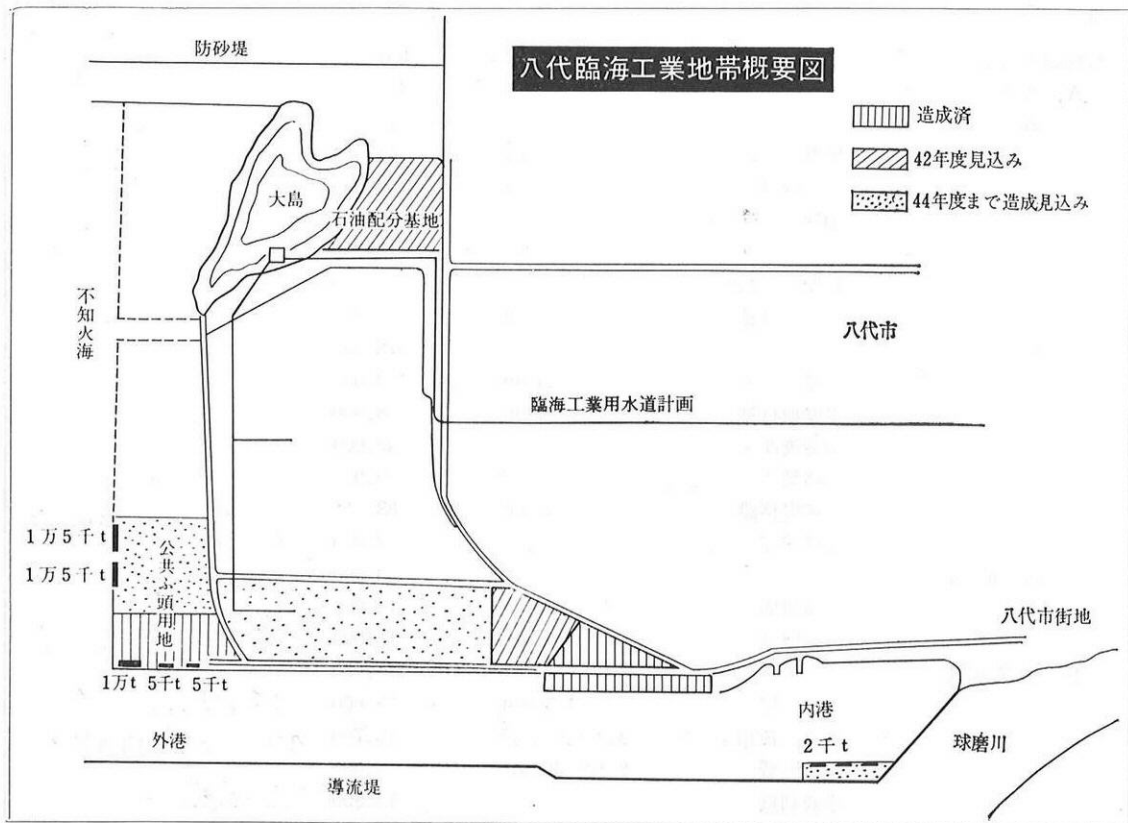 防砂堤
八代臨海工業地帯概要図
造成済
42年度見込み
44年度まで造成見込み
大島
石油配分基地
不知火海
八代市
臨海工業用水道計画
1万5千t
1万5千t
公共ふ頭用地
八代市街地
1万t 5千t 5千t
内港
2千t
外港
球磨川
導流堤